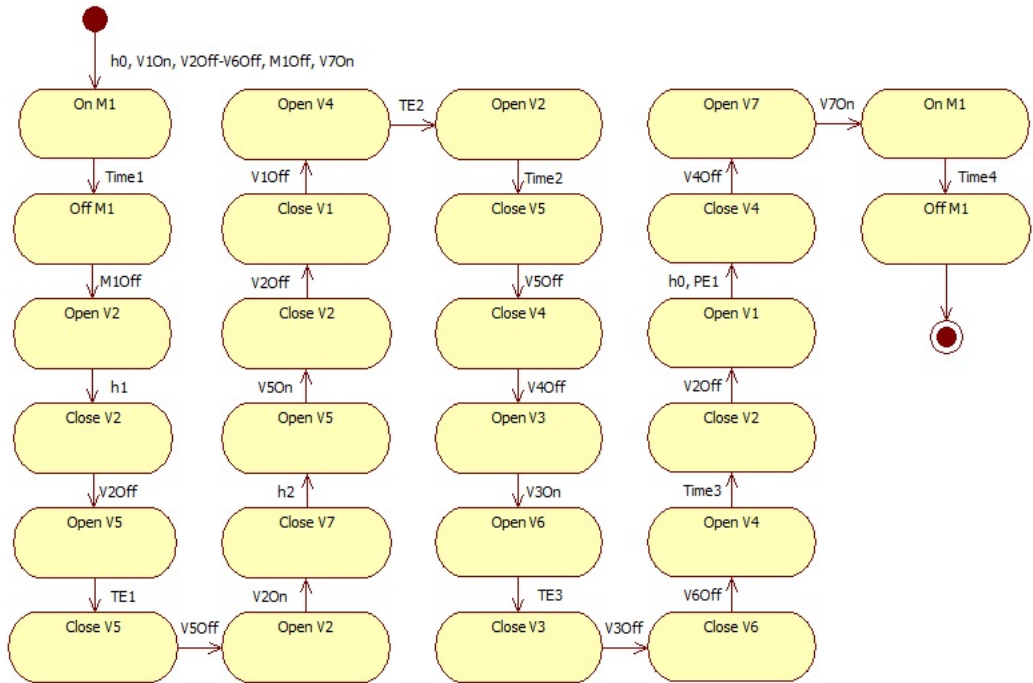 h0, V1On, V2Off-V6Off, M1Off, V7On
On M1
Time1
Off M1
M1Off
Open V2
h1
Close V2
V2Off
Open V5
TE1
Close V5
V5Off
Open V2
V2On
Close V7
h2
Open V5
V5On
Close V2
V2Off
Close V1
V1Off
Open V4
TE2
Open V2
Time2
Close V5
V5Off
Close V4
V4Off
Open V3
V3On
Open V6
TE3
Close V3
V3Off
Close V6
V6Off
Open V4
Time3
Close V2
V2Off
Open V1
h0, PE1
Close V4
V4Off
Open V7
V7On
On M1
Time4
Off M1